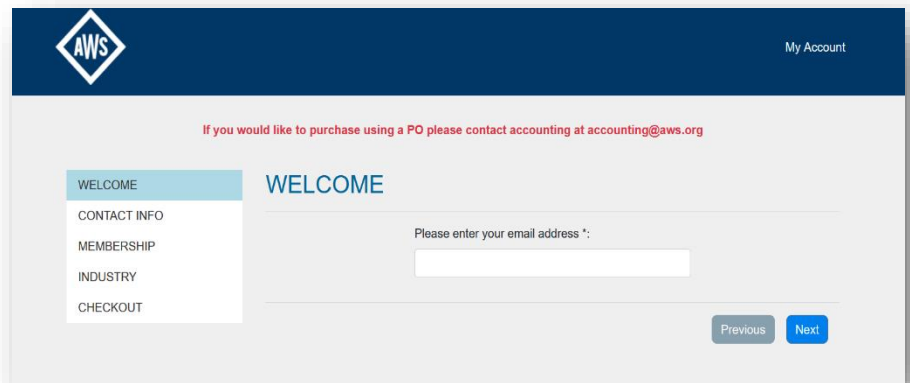 AWS
My Account
If you would like to purchase using a PO please contact accounting at accounting@aws.org
WELCOME
CONTACT INFO
MEMBERSHIP
INDUSTRY
CHECKOUT
WELCOME
Please enter your email address *:
Previous
Next